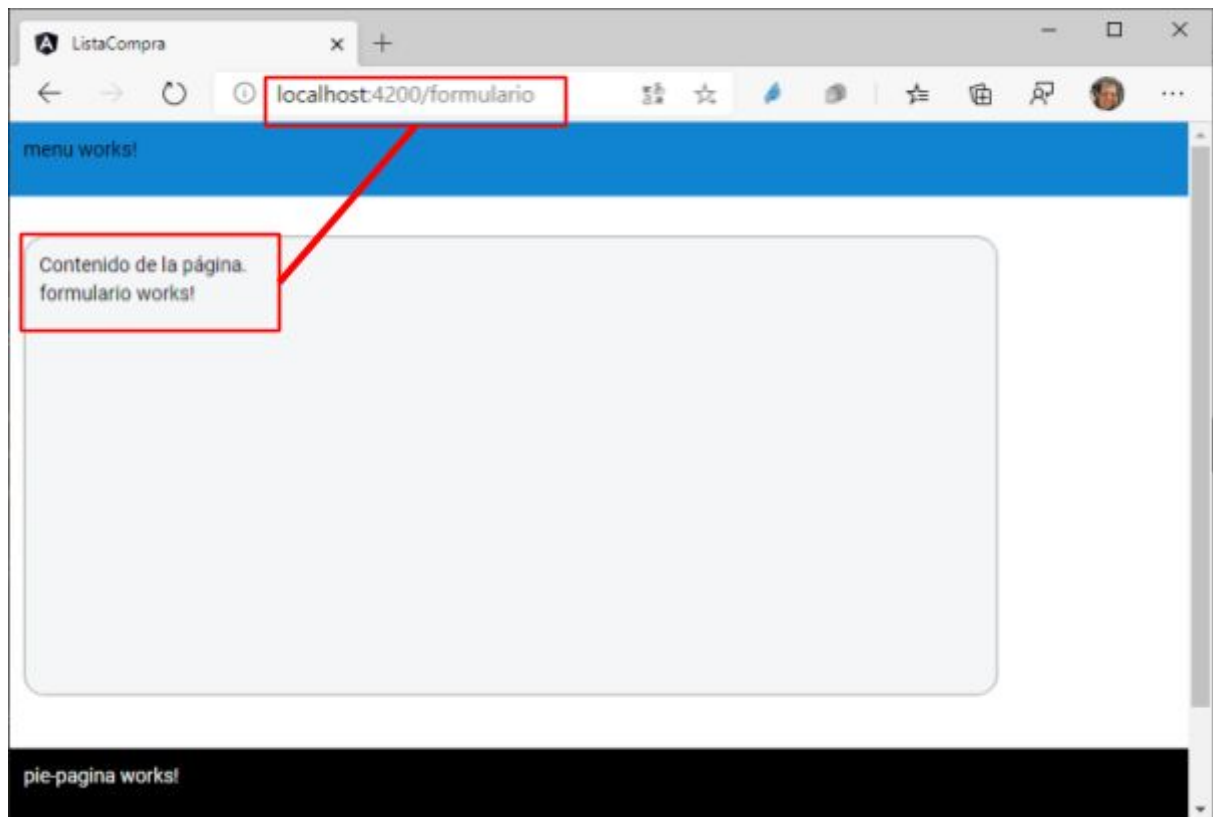 ListaCompra
localhost:4200/formulario
menu works!
Contenido de la página.
formulario works!
pie-pagina works!